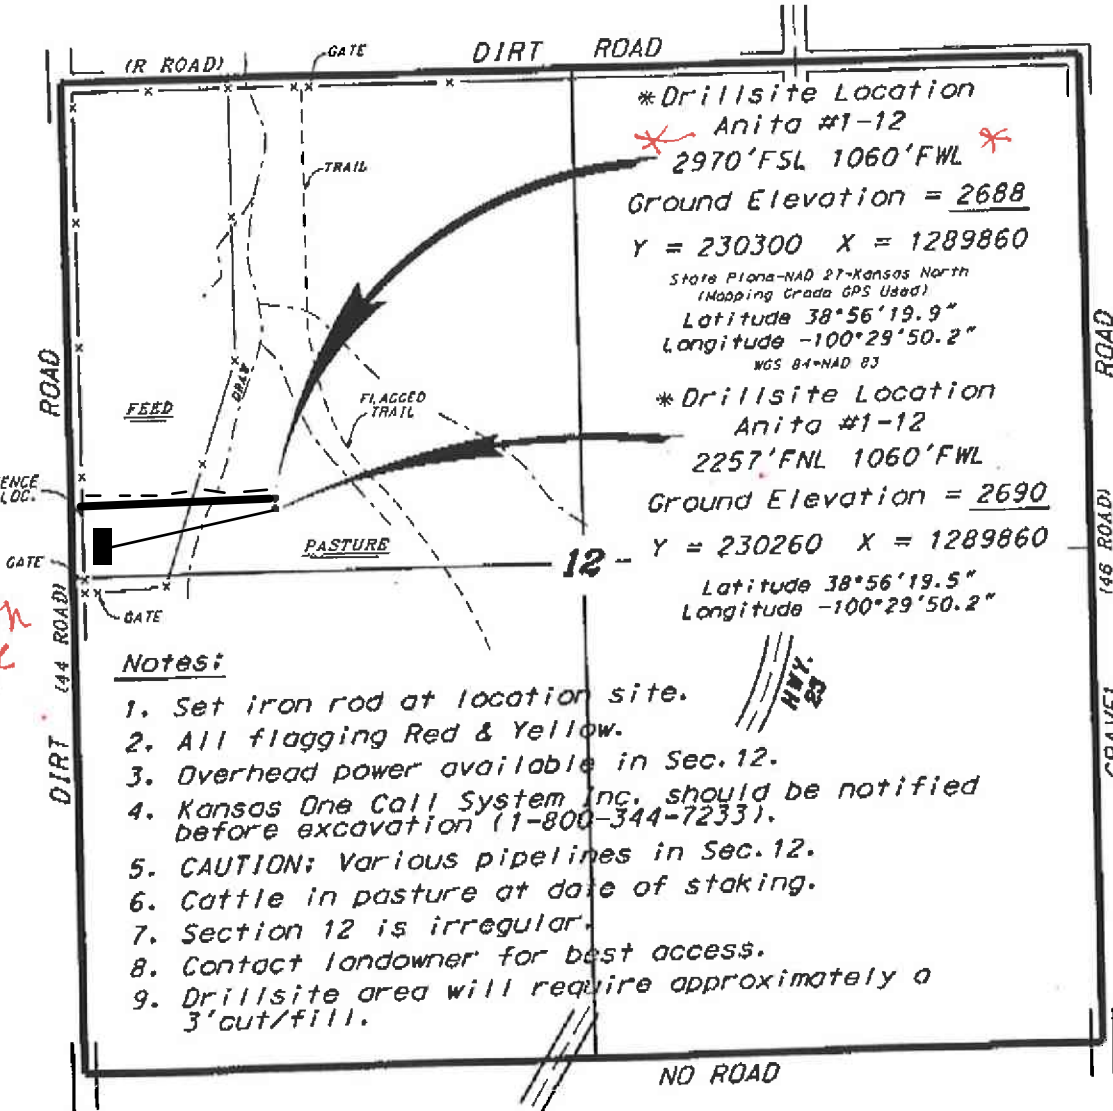 DIRT ROAD
(R ROAD)
GATE
*Drillsite Location
Anita #1-12
2970'FSL 1060'FWL
Ground Elevation = 2688
Y = 230300 X = 1289860
State Plane-NAD 27-Kansas North
(Mapping Grade GPS Used)
Latitude 38°56'19.9"
Longitude -100°29'50.2"
WGS 84-NAD 83
*Drillsite Location
Anita #1-12
2257'FNL 1060'FWL
Ground Elevation = 2690
Y = 230260 X = 1289860
Latitude 38°56'19.5"
Longitude -100°29'50.2"
TRAIL
ROAD
ROAD
FEED
DRAW
FLAGGED
TRAIL
ENCE
LOC.
PASTURE
12
GATE
GATE
(44 ROAD)
DIRT
(46 ROAD)
HWY.
23
Notes:
1. Set iron rod at location site.
2. All flagging Red & Yellow.
3. Overhead power available in Sec.12.
4. Kansas One Call System Inc. should be notified
before excavation (1-800-344-7233).
5. CAUTION: Various pipelines in Sec.12.
6. Cattle in pasture at date of staking.
7. Section 12 is irregular.
8. Contact landowner for best access.
9. Drillsite area will require approximately a
3'cut/fill.
NO ROAD